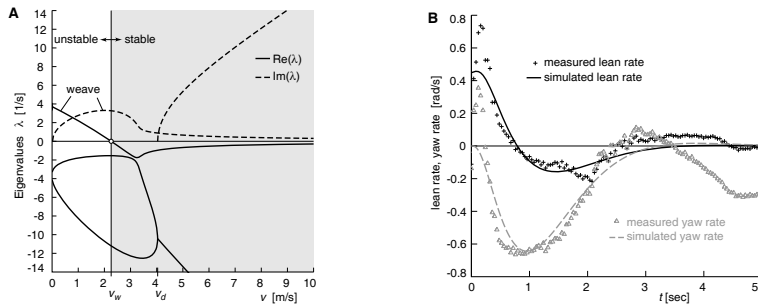 A
14
12
unstable
stable
10
8
Re(λ)
Im(λ)
weave
6
4
2
0
-2
-4
-6
-8
-10
-12
-14
Eigenvalues λ [1/s]
0 1 2 3 4 5 6 7 8 9 10
v_w v_d v [m/s]
B
0.8
0.6
0.4
0.2
0
-0.2
-0.4
-0.6
-0.8
lean rate, yaw rate [rad/s]
measured lean rate
simulated lean rate
measured yaw rate
simulated yaw rate
0 1 2 3 4 5
t [sec]